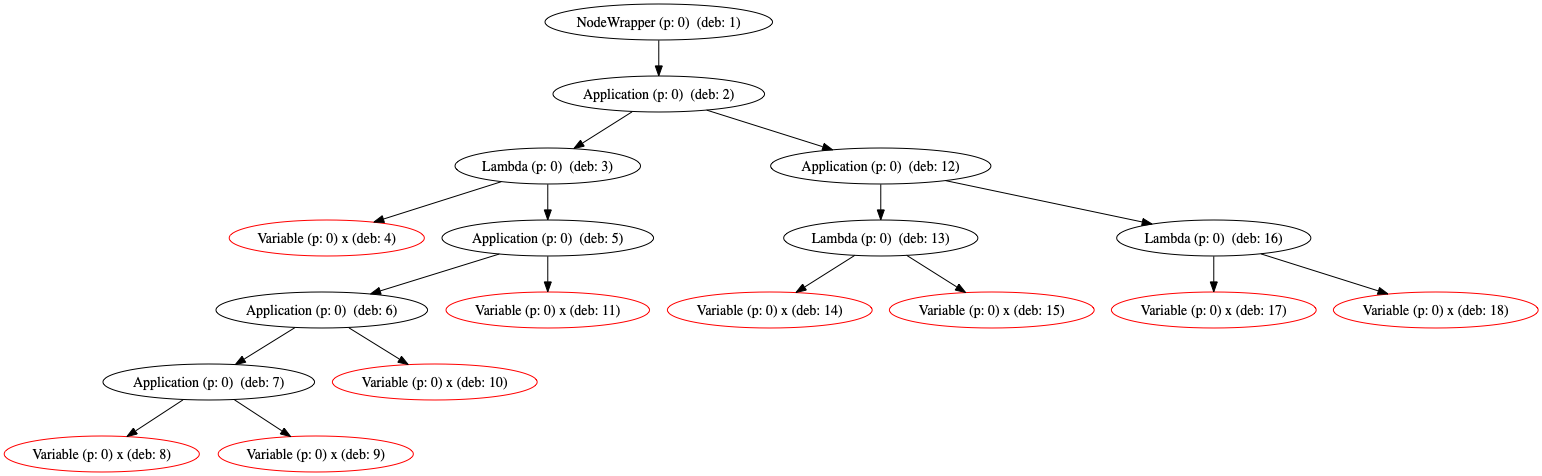 NodeWrapper (p: 0)  (deb: 1)
Application (p: 0)  (deb: 2)
Lambda (p: 0)  (deb: 3)
Application (p: 0)  (deb: 12)
Variable (p: 0) x (deb: 4)
Application (p: 0)  (deb: 5)
Lambda (p: 0)  (deb: 13)
Lambda (p: 0)  (deb: 16)
Application (p: 0)  (deb: 6)
Variable (p: 0) x (deb: 11)
Variable (p: 0) x (deb: 14)
Variable (p: 0) x (deb: 15)
Variable (p: 0) x (deb: 17)
Variable (p: 0) x (deb: 18)
Application (p: 0)  (deb: 7)
Variable (p: 0) x (deb: 10)
Variable (p: 0) x (deb: 8)
Variable (p: 0) x (deb: 9)